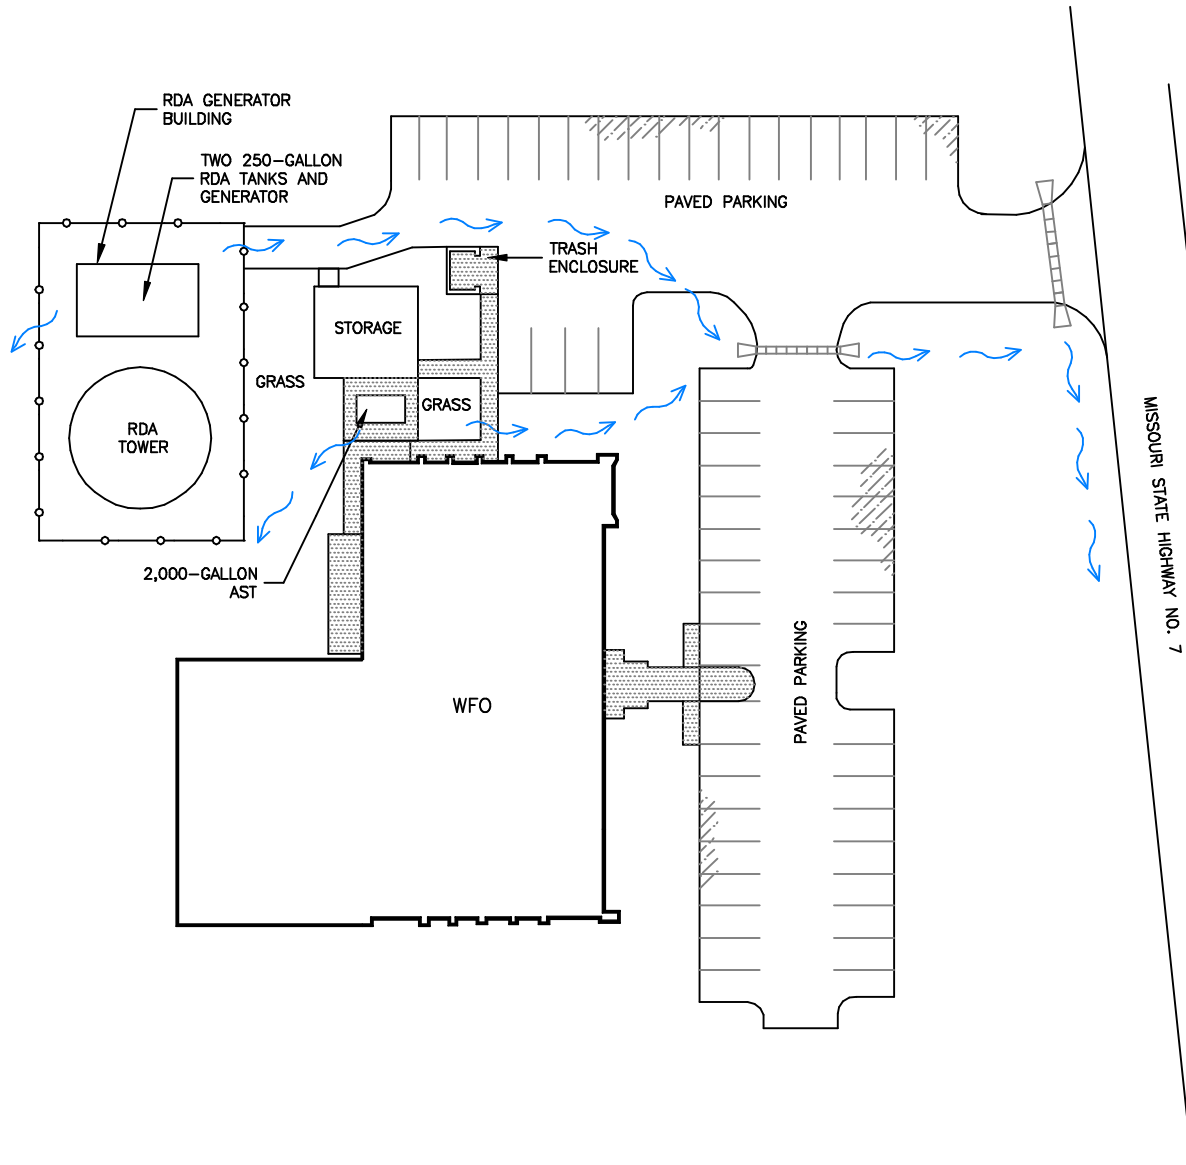 RDA GENERATOR
BUILDING
TWO 250-GALLON
RDA TANKS AND
GENERATOR
PAVED PARKING
TRASH
ENCLOSURE
STORAGE
GRASS
GRASS
RDA
TOWER
2,000-GALLON
AST
WFO
PAVED PARKING
MISSOURI STATE HIGHWAY NO. 7